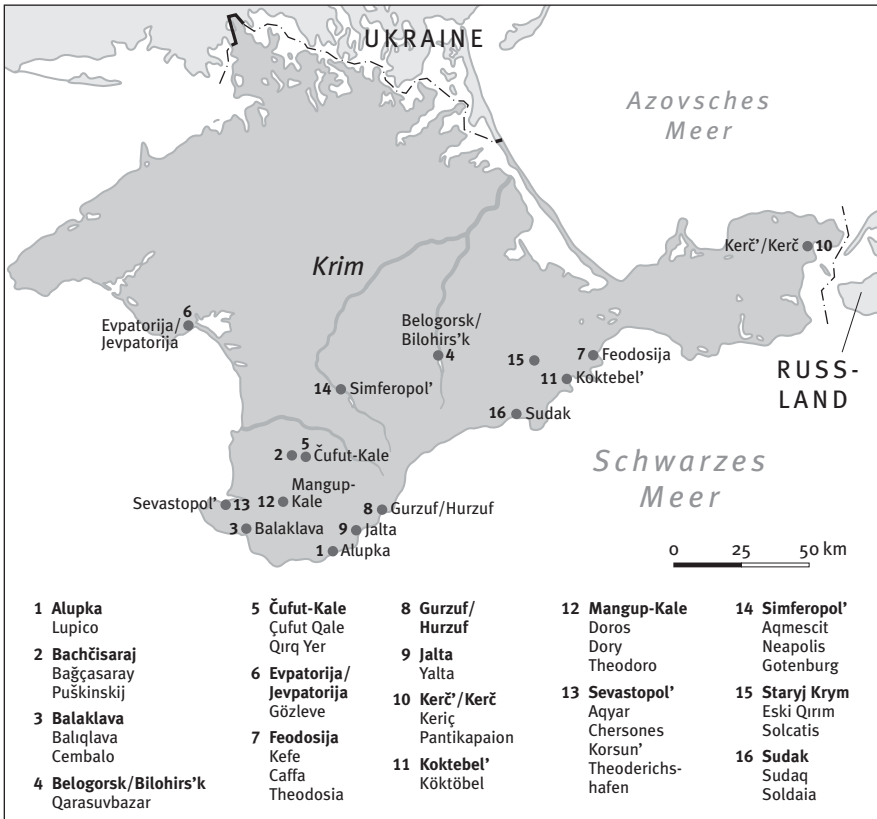 UKRAINE
Azovsches
Meer
Krim
Kerč’/Kerč 10
6
Evpatorija/
Jevpatorija
Belogorsk/
Bilohirs’k
4
15
7 Feodosija
11 Koktebel’
RUSS-
LAND
14 Simferopol’
16 Sudak
2
5
Čufut-Kale
Schwarzes
Meer
Mangup-
12 Kale
Sevastopol’ 13
8 Gurzuf/Hurzuf
3 Balaklava
9 Jalta
1 Alupka
0 25 50 km
1 Alupka
Lupico
2 Bachčisaraj
Bağçasaray
Puškinskij
3 Balaklava
Balıqlava
Cembalo
4 Belogorsk/Bilohirs’k
Qarasuvbazar
5 Čufut-Kale
Çufut Qale
Qırq Yer
6 Evpatorija/
Jevpatorija
Gözleve
7 Feodosija
Kefe
Caffa
Theodosia
8 Gurzuf/
Hurzuf
9 Jalta
Yalta
10 Kerč’/Kerč
Keriç
Pantikapaion
11 Koktebel’
Köktöbel
12 Mangup-Kale
Doros
Dory
Theodoro
13 Sevastopol’
Aqyar
Chersones
Korsun’
Theoderichs-
hafen
14 Simferopol’
Aqmescit
Neapolis
Gotenburg
15 Staryj Krym
Eski Qırım
Solcatis
16 Sudak
Sudaq
Soldaia